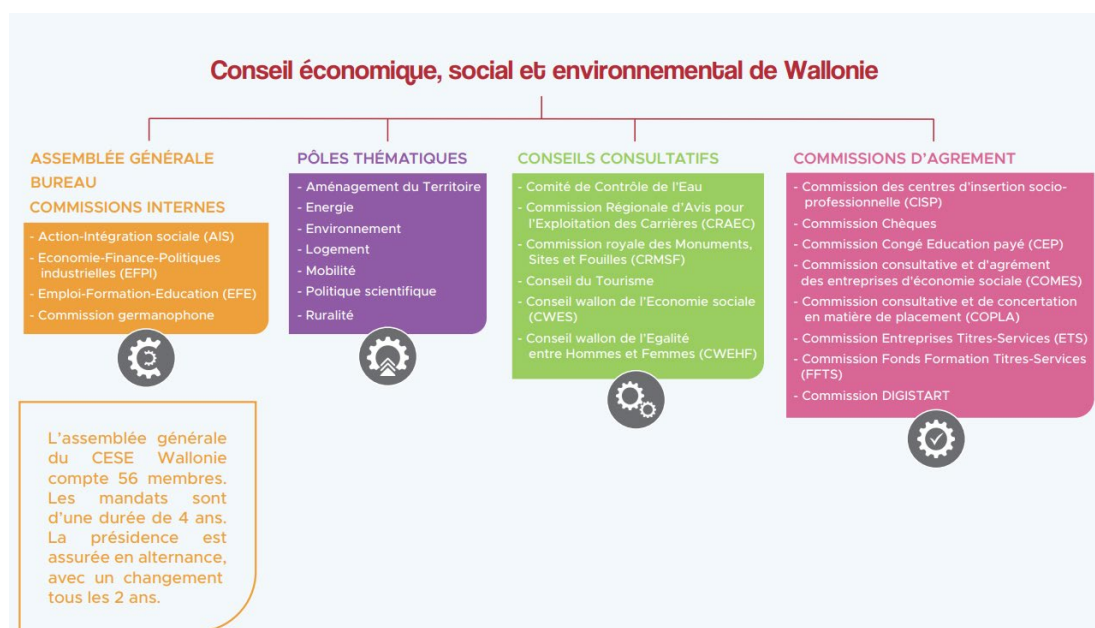 Conseil économique, social et environnemental de Wallonie
ASSEMBLÉE GÉNÉRALE
BUREAU
COMMISSIONS INTERNES
- Action-Intégration sociale (AIS)
- Economie-Finance-Politiques
industrielles (EFPI)
- Emploi-Formation-Education (EFE)
- Commission germanophone
L'assemblée générale
du CESE Wallonie
compte 56 membres.
Les mandats sont
d'une durée de 4 ans.
La présidence est
assurée en alternance,
avec un changement
tous les 2 ans.
PÔLES THÉMATIQUES
- Aménagement du Territoire
- Energie
- Environnement
- Logement
- Mobilité
- Politique scientifique
- Ruralité
CONSEILS CONSULTATIFS
- Comité de Contrôle de l'Eau
- Commission Régionale d'Avis pour
l'Exploitation des Carrières (CRAEC)
- Commission royale des Monuments,
Sites et Fouilles (CRMSF)
- Conseil du Tourisme
- Conseil wallon de l'Economie sociale
(CWES)
- Conseil wallon de l'Egalité
entre Hommes et Femmes (CWEHF)
COMMISSIONS D'AGREMENT
- Commission des centres d'insertion socio-
professionnelle (CISP)
- Commission Chèques
- Commission Congé Education payé (CEP)
- Commission consultative et d'agrément
des entreprises d'économie sociale (COMES)
- Commission consultative et de concertation
en matière de placement (COPLA)
- Commission Entreprises Titres-Services (ETS)
- Commission Fonds Formation Titres-Services
(FFTS)
- Commission DIGISTART